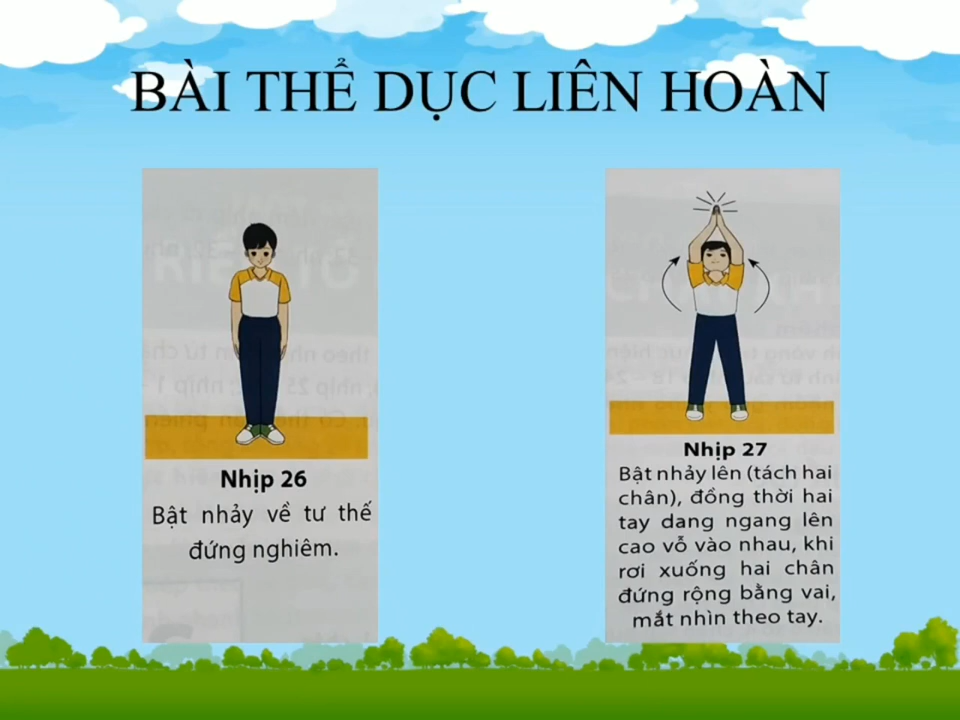 BÀI THỂ DỤC LIÊN HOÀN
Nhịp 26
Bật nhảy về tư thế
đứng nghiêm.
Nhịp 27
Bật nhảy lên (tách hai
chân), đồng thời hai
tay dang ngang lên
cao vỗ vào nhau, khi
rơi xuống hai chân
đứng rộng bằng vai,
mắt nhìn theo tay.